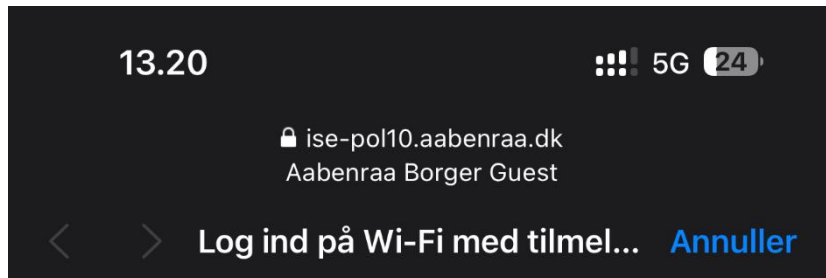 13.20 5G 24
ise-pol10.aabenraa.dk
Aabenraa Borger Guest
Log ind på Wi-Fi med tilmel... Annuller